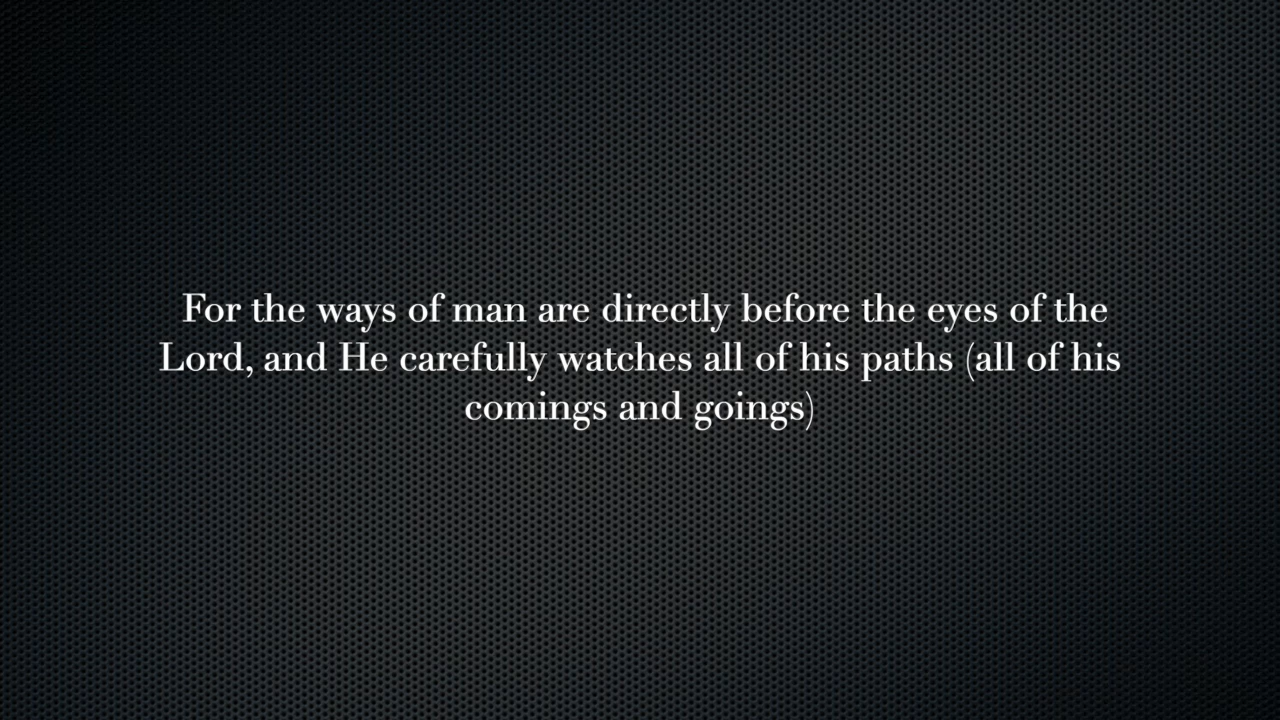 For the ways of man are directly before the eyes of the
Lord, and He carefully watches all of his paths (all of his
comings and goings)